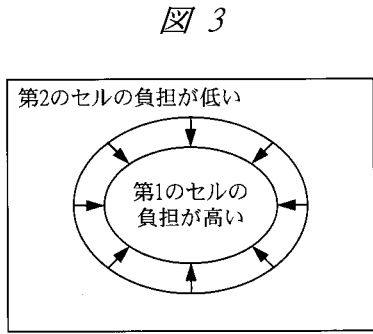 図 3
第2のセルの負担が低い
第1のセルの
負担が高い